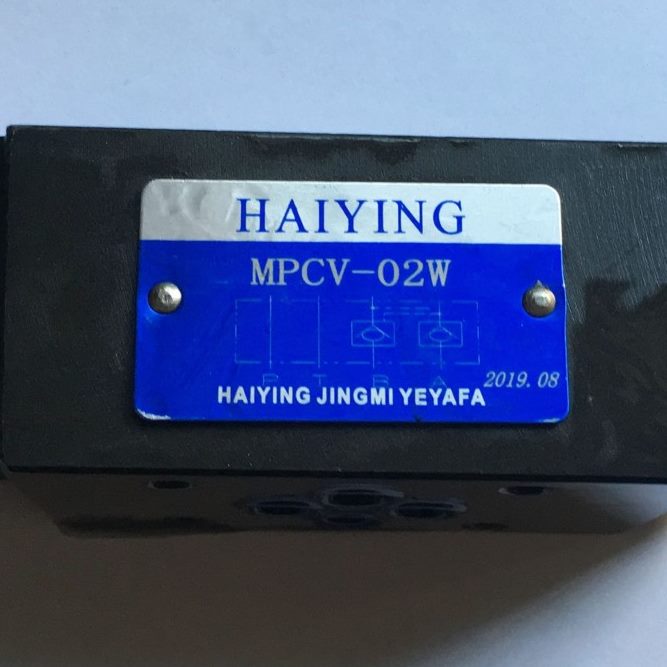 HAIYING
MPCV-02W
P T B A
2019.08
HAIYING JINGMI YEYAFA